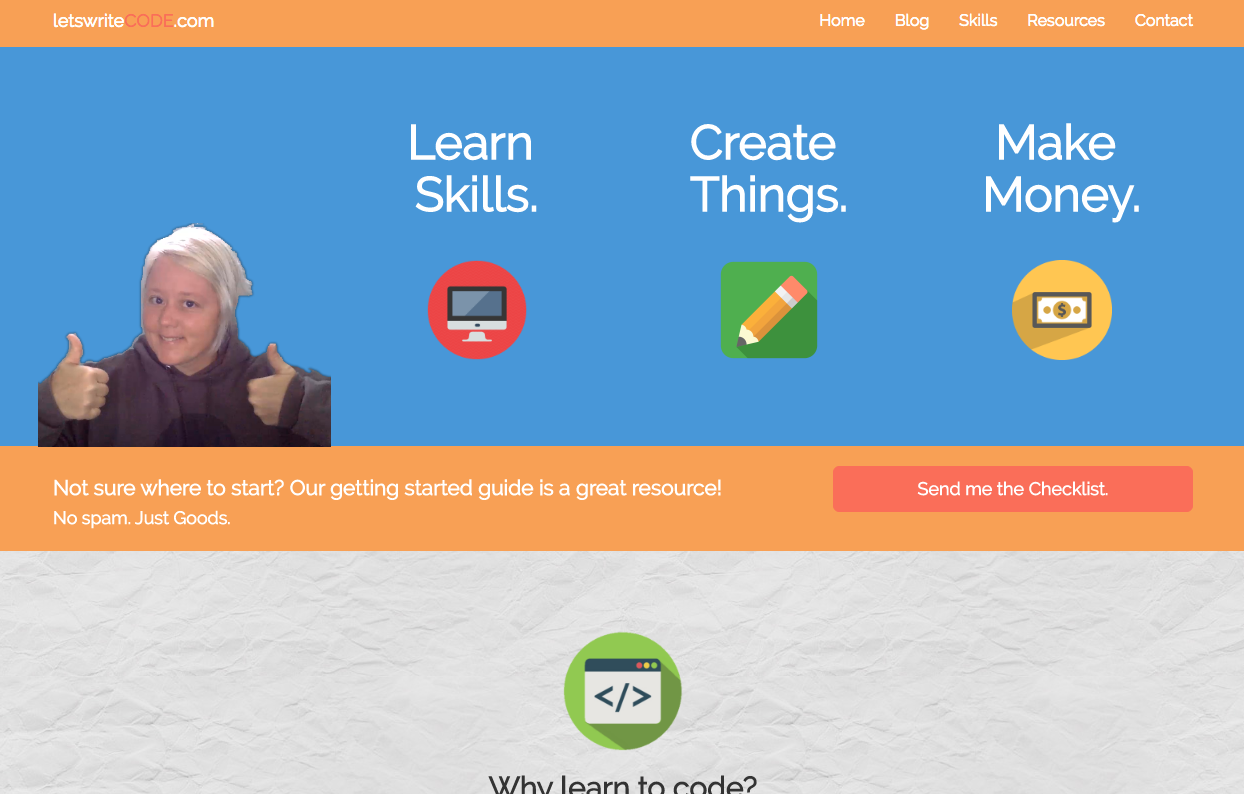 letswriteCODE.com
Home Blog Skills Resources Contact
Learn
Skills.
Create
Things.
Make
Money.
$
Not sure where to start? Our getting started guide is a great resource!
No spam. Just Goods.
Send me the Checklist.
</>
Why learn to code?